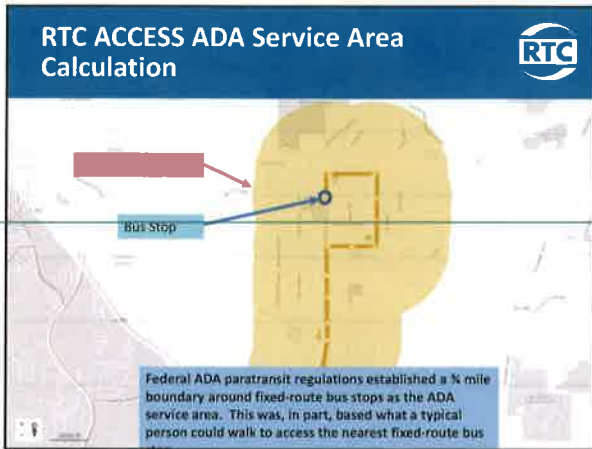 RTC ACCESS ADA Service Area
Calculation
RTC
Bus Stop
Federal ADA paratransit regulations established a ¾ mile
boundary around fixed-route bus stops as the ADA
service area. This was, in part, based what a typical
person could walk to access the nearest fixed-route bus